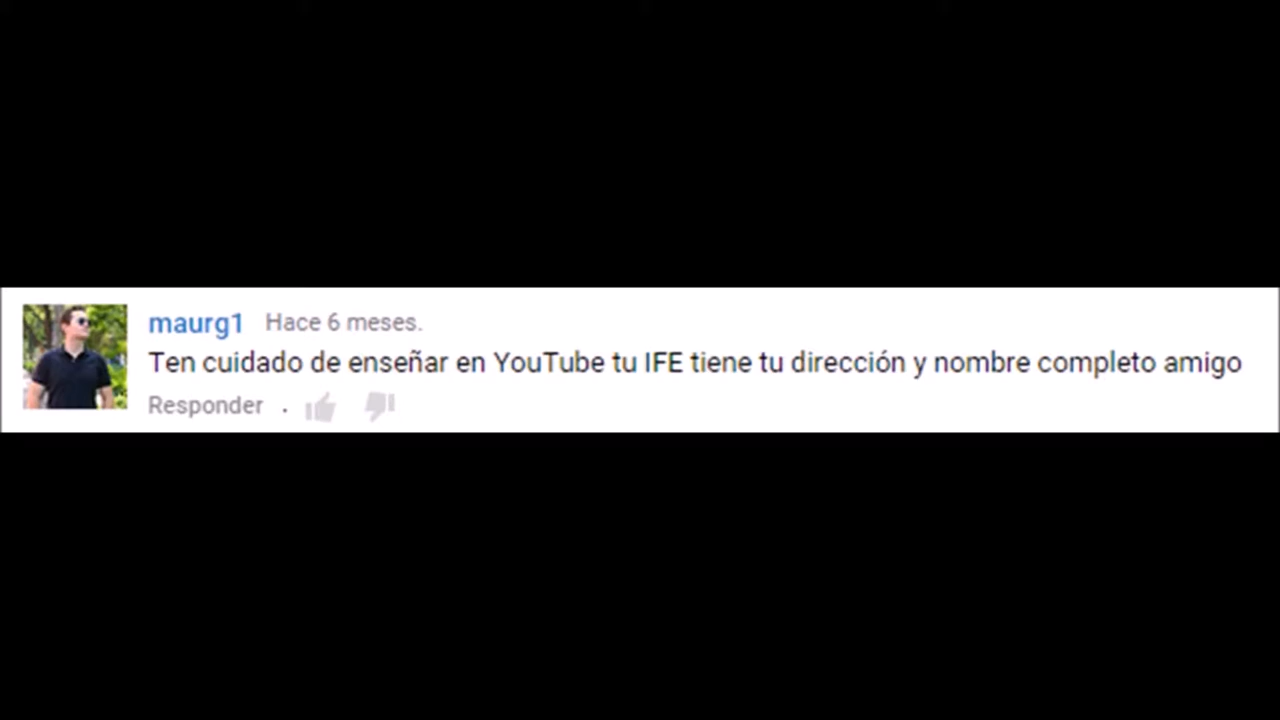 maurg1 Hace 6 meses.
Ten cuidado de enseñar en YouTube tu IFE tiene tu dirección y nombre completo amigo
Responder .